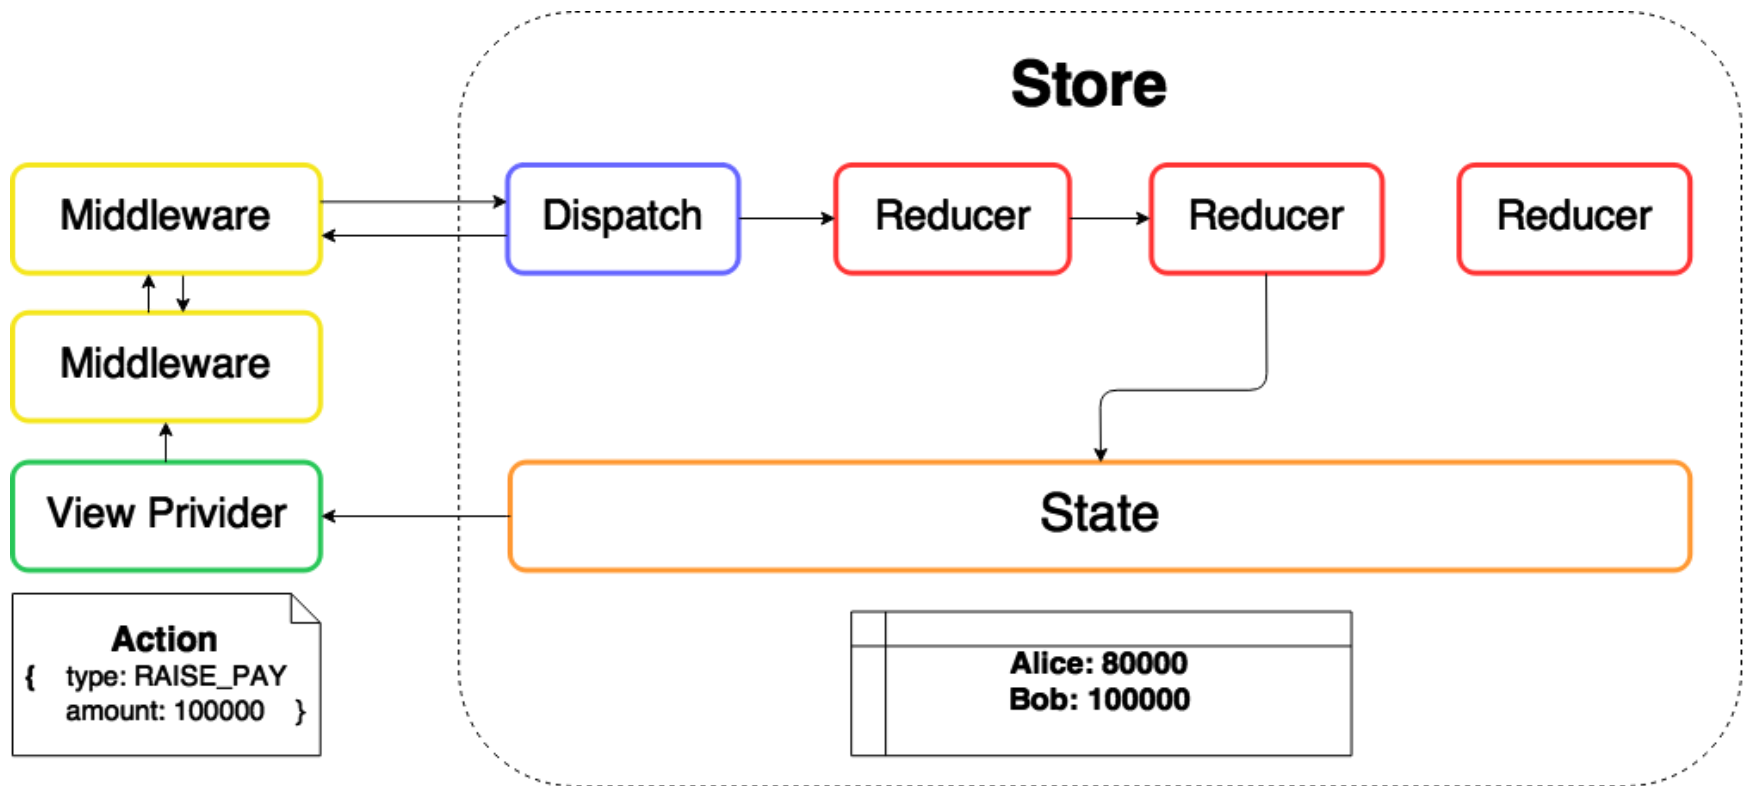 Store
Middleware
Dispatch
Reducer
Reducer
Reducer
Middleware
View Privider
State
Action
{ type: RAISE_PAY
amount: 100000 }
Alice: 80000
Bob: 100000